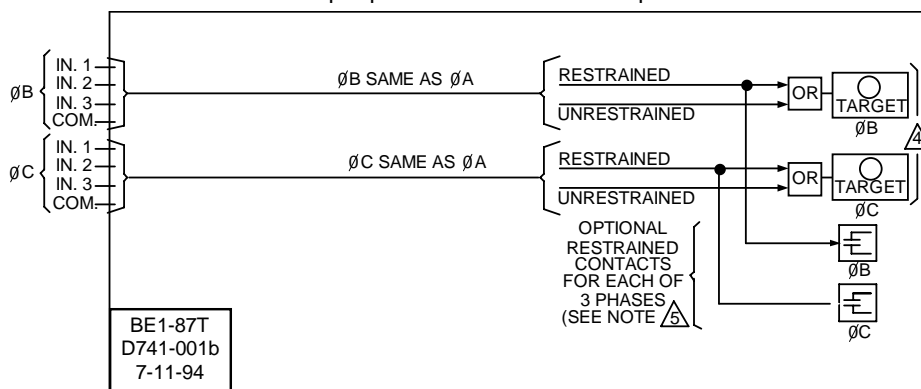 IN. 1
IN. 2
IN. 3
COM.
ØB
ØB SAME AS ØA
RESTRAINED
UNRESTRAINED
OR
TARGET
ØB
4
IN. 1
IN. 2
IN. 3
COM.
ØC
ØC SAME AS ØA
RESTRAINED
UNRESTRAINED
OR
TARGET
ØC
OPTIONAL
RESTRAINED
CONTACTS
FOR EACH OF
3 PHASES
(SEE NOTE 5
ØB
ØC
BE1-87T
D741-001b
7-11-94